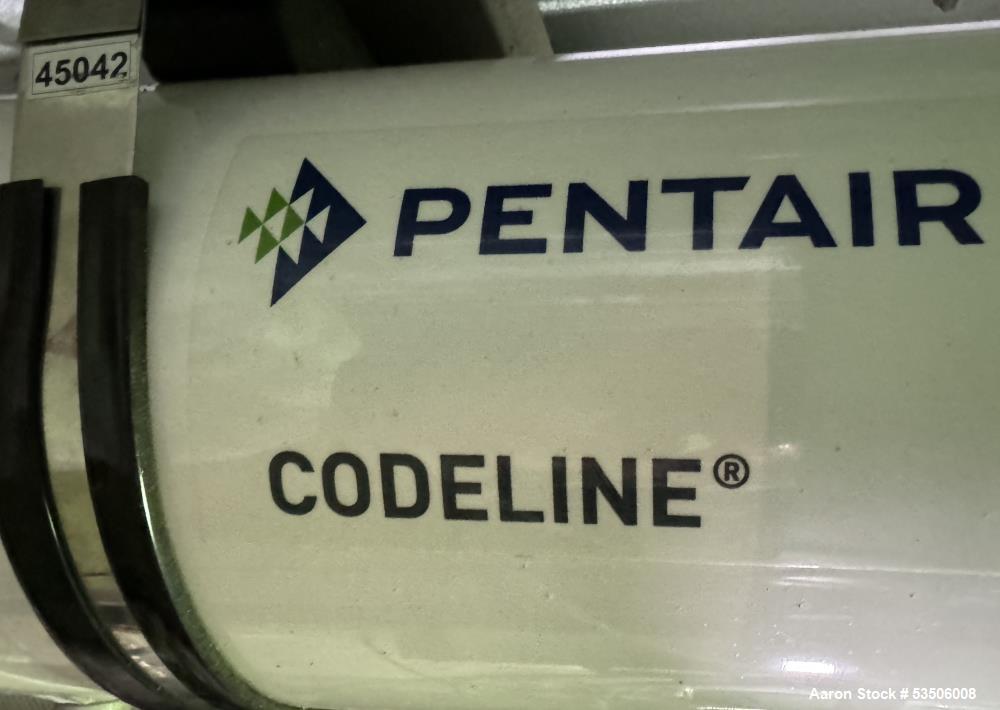 45042
PENTAIR
CODELINE®
Aaron Stock # 53506008